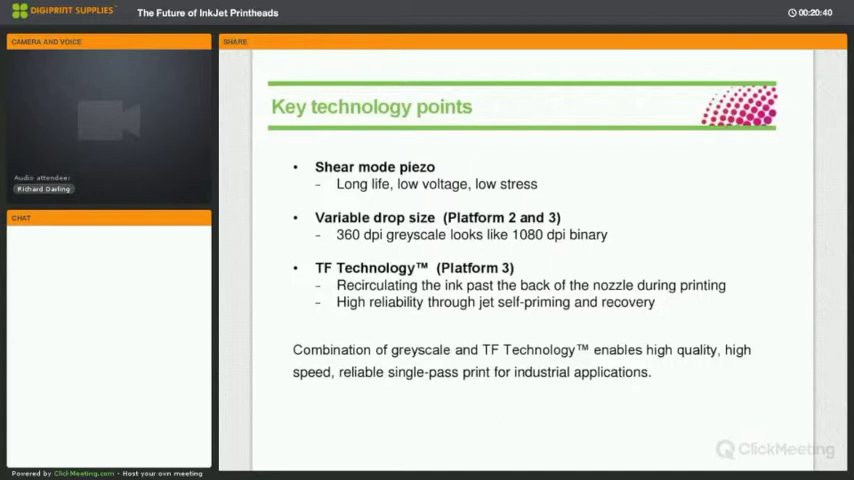 DIGIPRINT SUPPLIES
The Future of InkJet Printheads
00:20:40
CAMERA AND VOICE
Audio attendee:
Richard Darling
CHAT
SHARE
Key technology points
• Shear mode piezo
- Long life, low voltage, low stress
• Variable drop size (Platform 2 and 3)
- 360 dpi greyscale looks like 1080 dpi binary
• TF Technology™ (Platform 3)
- Recirculating the ink past the back of the nozzle during printing
- High reliability through jet self-priming and recovery
Combination of greyscale and TF Technology™ enables high quality, high
speed, reliable single-pass print for industrial applications.
ClickMeeting
Powered by ClickMeeting.com - Host your own meeting